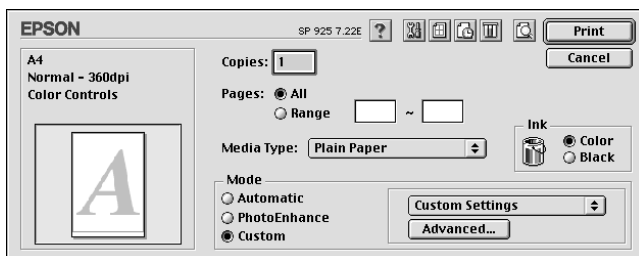 EPSON
SP 925 7.22E
?
Print
Cancel
A4
Normal - 360dpi
Color Controls
A
Copies: 1
Pages: All
Range ~
Media Type: Plain Paper
Ink
Color
Black
Mode
Automatic
PhotoEnhance
Custom
Custom Settings
Advanced...